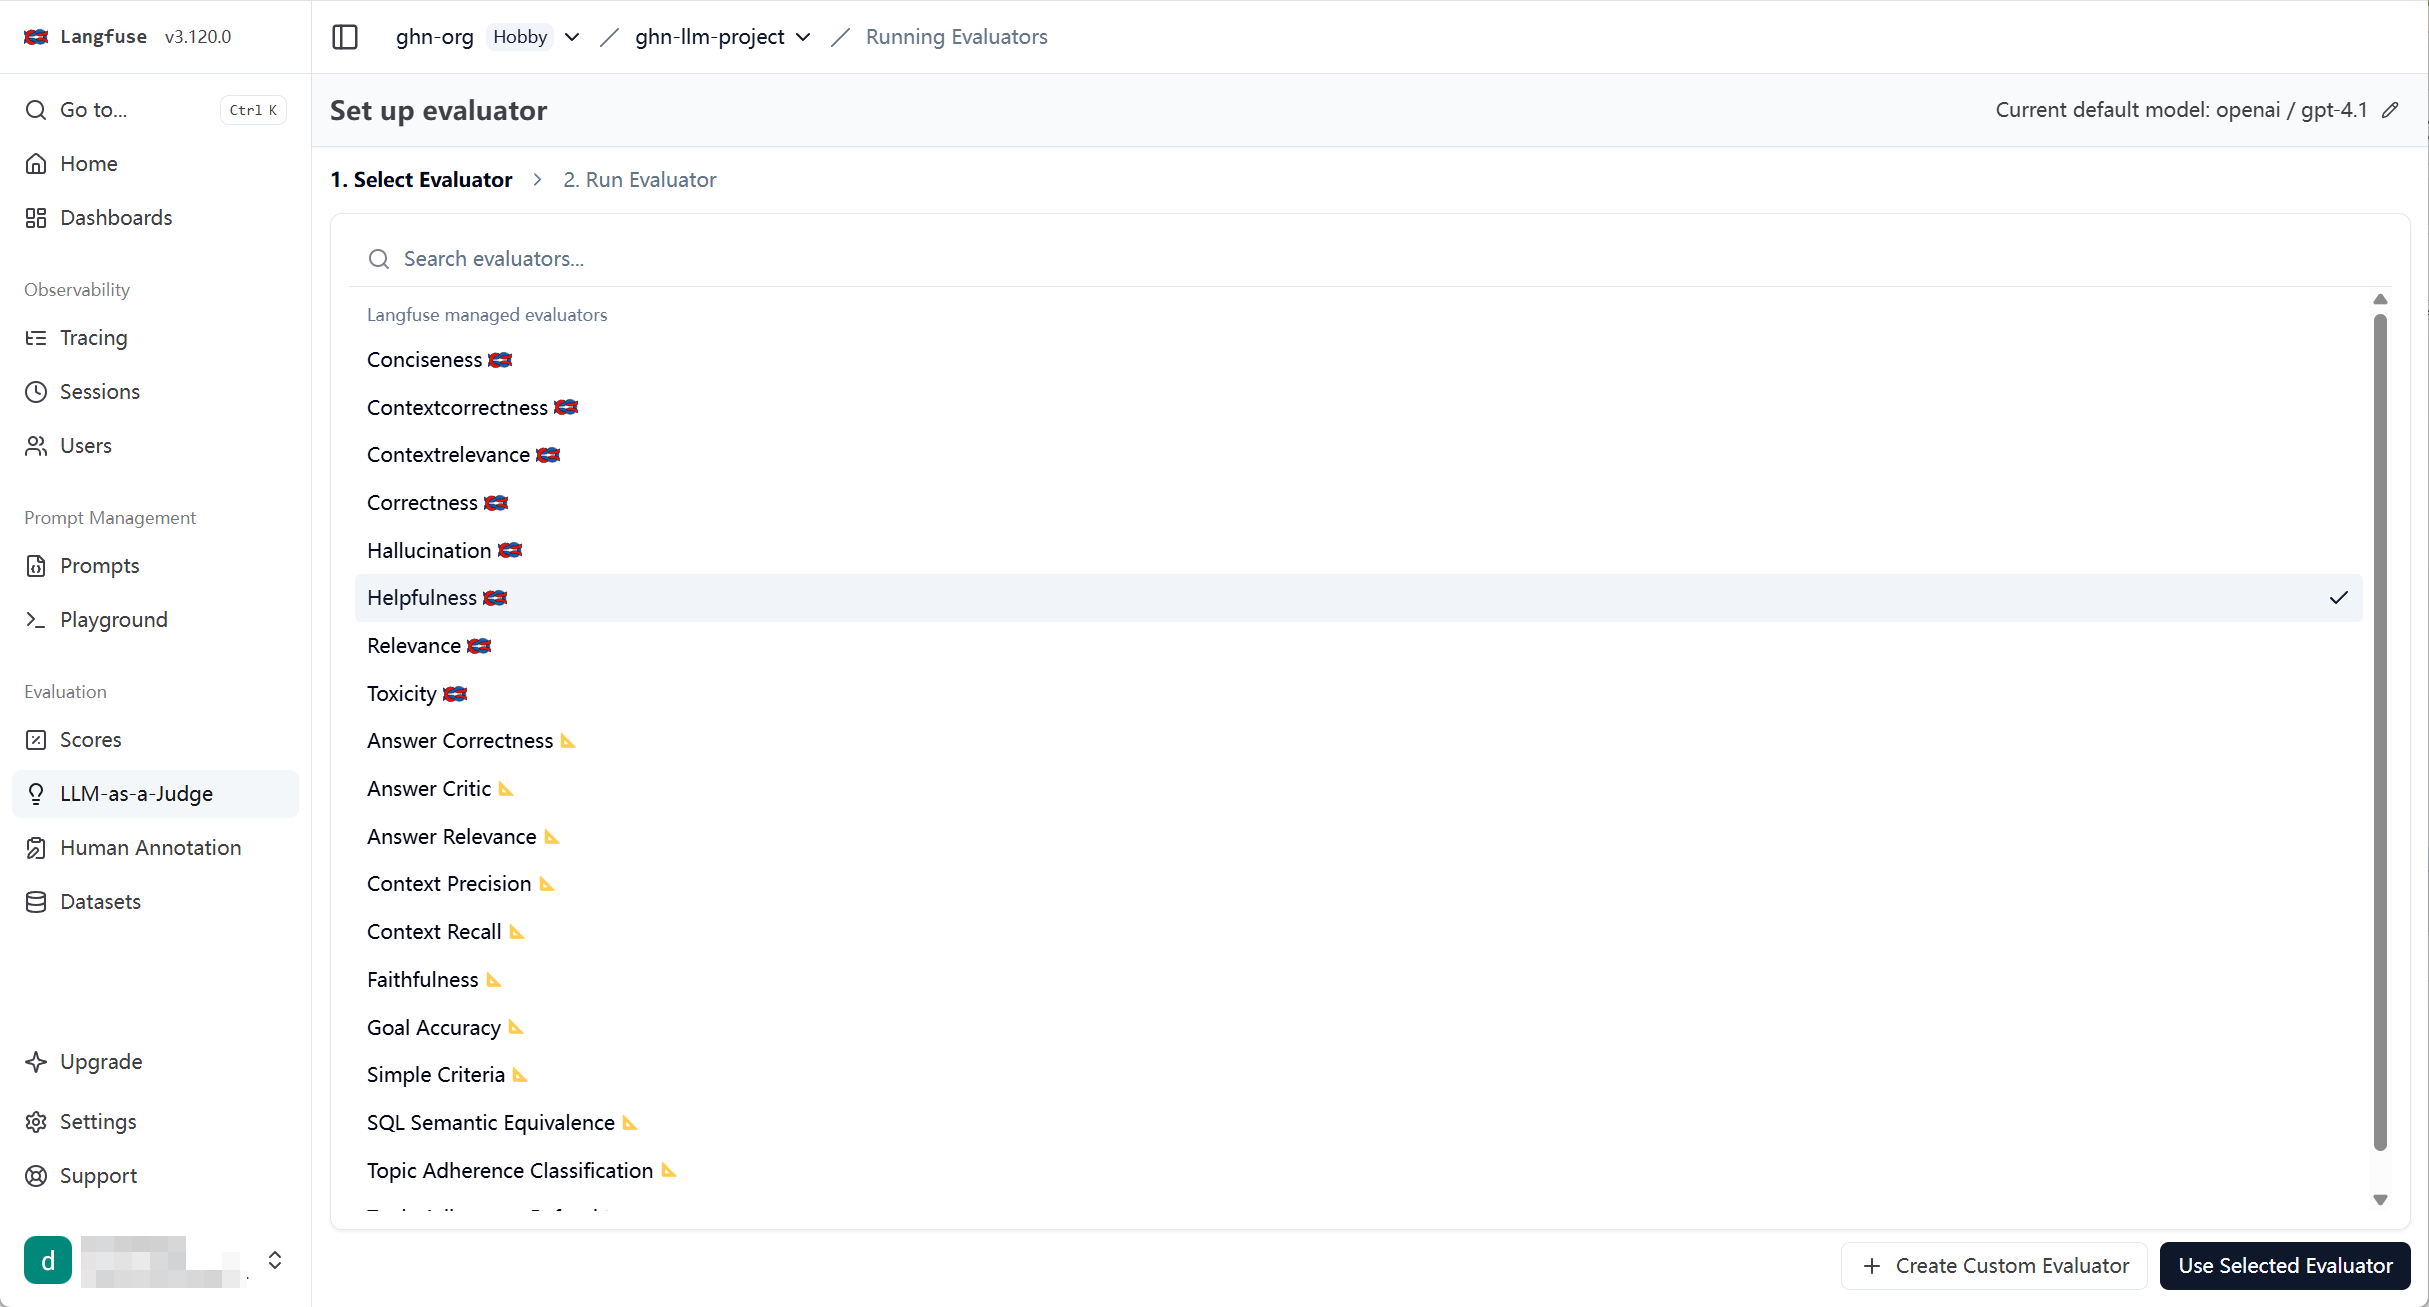 Langfuse v3.120.0
Go to... Ctrl K
Home
Dashboards
Observability
Tracing
Sessions
Users
Prompt Management
Prompts
Playground
Evaluation
Scores
LLM-as-a-Judge
Human Annotation
Datasets
Upgrade
Settings
Support
d
ghn-org Hobby / ghn-llm-project / Running Evaluators
Set up evaluator
Current default model: openai / gpt-4.1
1. Select Evaluator > 2. Run Evaluator
Search evaluators...
Langfuse managed evaluators
Conciseness
Contextcorrectness
Contextrelevance
Correctness
Hallucination
Helpfulness
Relevance
Toxicity
Answer Correctness
Answer Critic
Answer Relevance
Context Precision
Context Recall
Faithfulness
Goal Accuracy
Simple Criteria
SQL Semantic Equivalence
Topic Adherence Classification
+ Create Custom Evaluator
Use Selected Evaluator